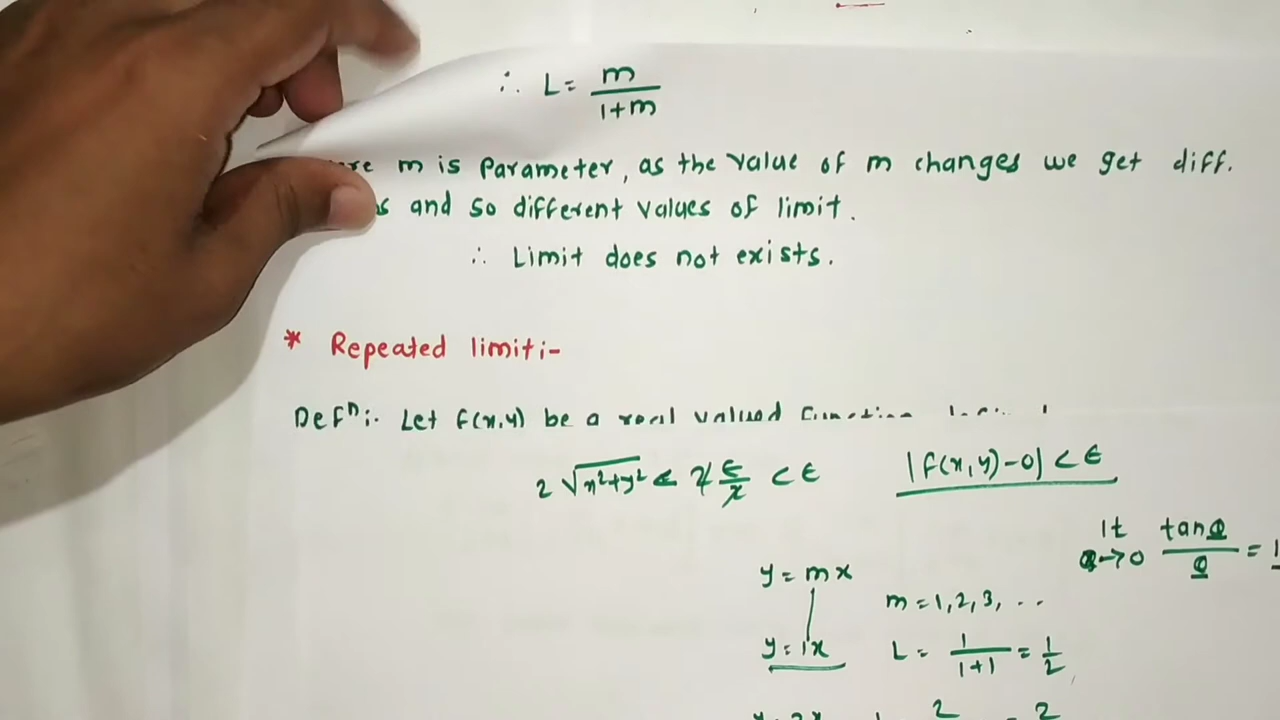 ∴ L = m/1+m
m is Parameter, as the value of m changes we get diff.
and so different values of limit.
∴ Limit does not exists.
* Repeated limit:-
Defⁿ:- Let f(x,y) be a real valued function
2√x²+y² < 2 ε/2 < ε
|f(x,y)-0| < ε
lt θ→0 tanθ/θ = 1
y = mx
m = 1,2,3, ..
y = 1x
L = 1/1+1 = 1/2